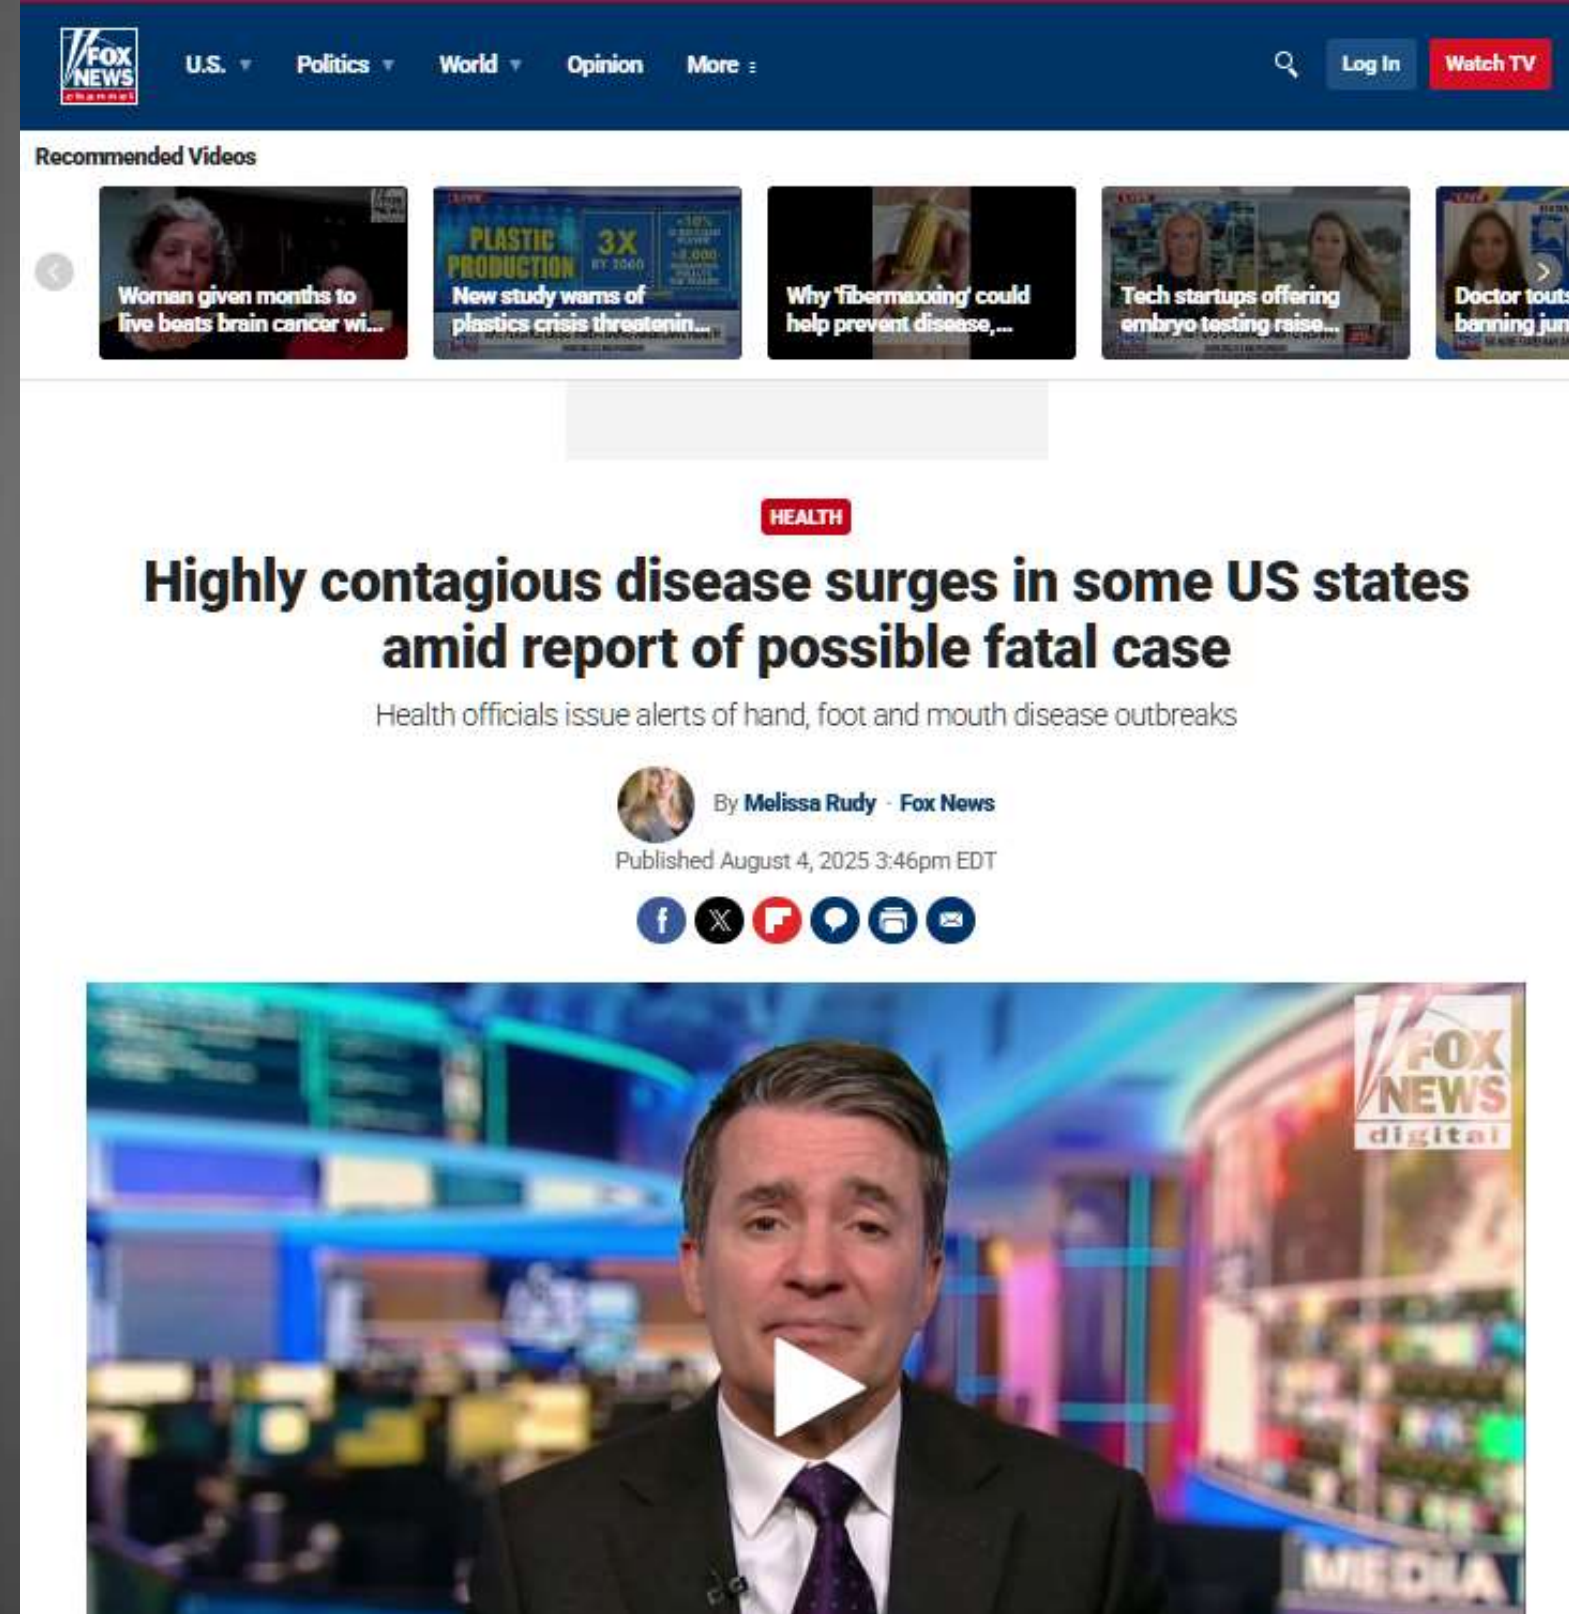 FOX
NEWS
channel
U.S.
Politics
World
Opinion
More
Log In
Watch TV
Recommended Videos
Woman given months to
live beats brain cancer wi...
PLASTIC
PRODUCTION
3X
BY 2060
New study warns of
plastics crisis threatenin...
Why 'fibermaxxing' could
help prevent disease,...
Tech startups offering
embryo testing raise...
Doctor touts
banning jun
HEALTH
Highly contagious disease surges in some US states
amid report of possible fatal case
Health officials issue alerts of hand, foot and mouth disease outbreaks
By Melissa Rudy - Fox News
Published August 4, 2025 3:46pm EDT
FOX
NEWS
digital
MEDIA